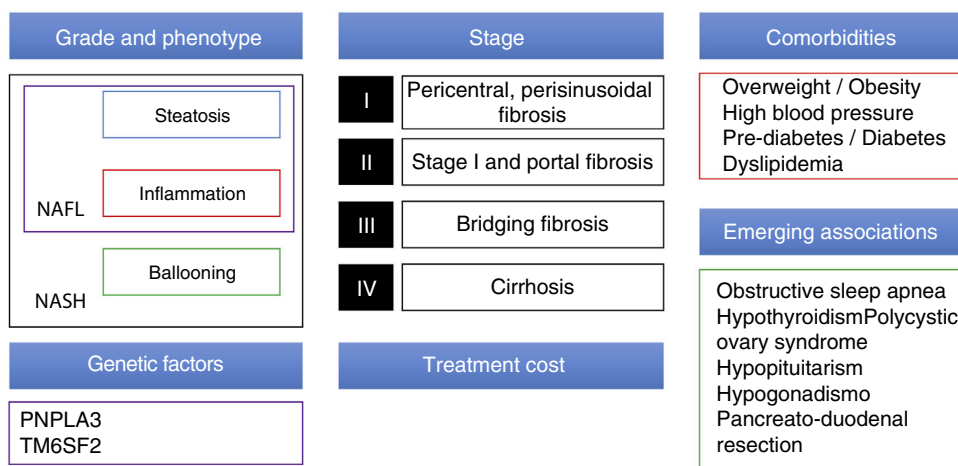 Grade and phenotype
Steatosis
Inflammation
NAFL
Ballooning
NASH
Genetic factors
PNPLA3
TM6SF2
Stage
I
Pericentral, perisinusoidal
fibrosis
II
Stage I and portal fibrosis
III
Bridging fibrosis
IV
Cirrhosis
Treatment cost
Comorbidities
Overweight / Obesity
High blood pressure
Pre-diabetes / Diabetes
Dyslipidemia
Emerging associations
Obstructive sleep apnea
HypothyroidismPolycystic
ovary syndrome
Hypopituitarism
Hypogonadismo
Pancreato-duodenal
resection